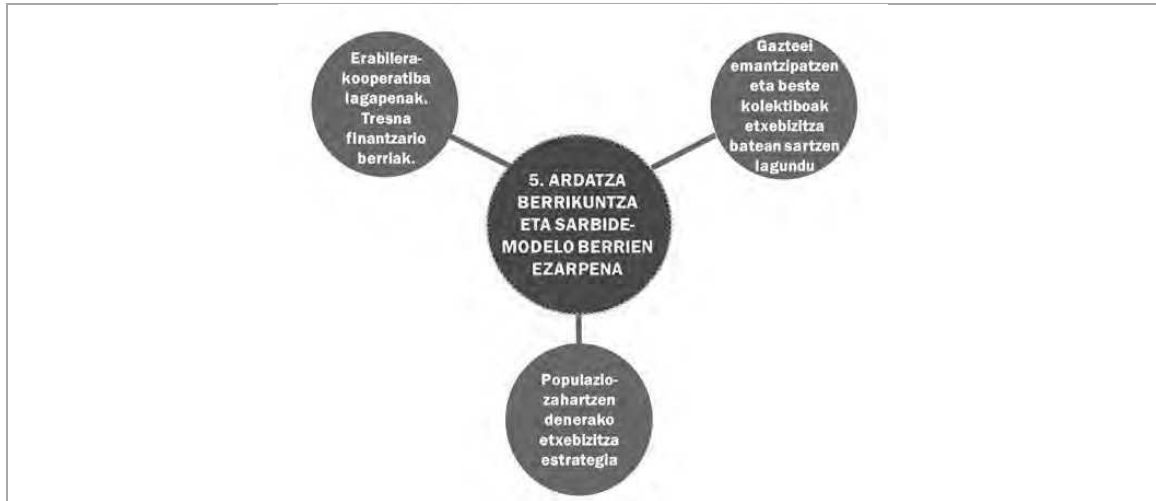 Erabilera-
kooperatiba
lagapenak.
Tresna
finantzario
berriak.
Gazteei
emantzipatzen
eta beste
kolektiboak
etxebizitza
batean sartzen
lagundu
5. ARDATZA
BERRIKUNTZA
ETA SARBIDE-
MODELO BERRIEN
EZARPENA
Populazio-
zahartzen
denerako
etxebizitza
estrategia